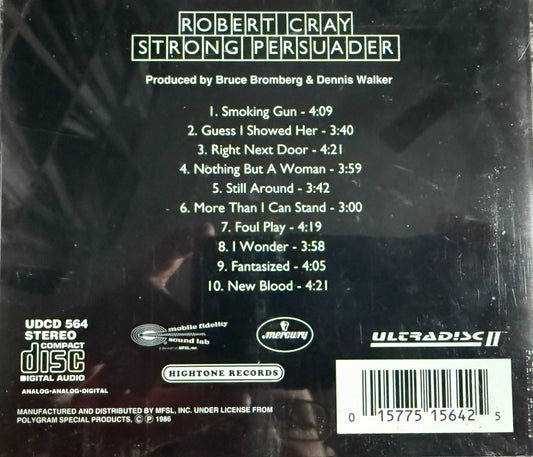 ROBERT CRAY
STRONG PERSUADER
Produced by Bruce Bromberg & Dennis Walker
1. Smoking Gun - 4:09
2. Guess I Showed Her - 3:40
3. Right Next Door - 4:21
4. Nothing But A Woman - 3:59
5. Still Around - 3:42
6. More Than I Can Stand - 3:00
7. Foul Play - 4:19
8. I Wonder - 3:58
9. Fantasized - 4:05
10. New Blood - 4:21
UDCD 564
STEREO
COMPACT
disc
DIGITAL AUDIO
ANALOG•ANALOG•DIGITAL
mobile fidelity
sound lab
mercury
ULTRADISC II
HIGHTONE RECORDS
MANUFACTURED AND DISTRIBUTED BY MFSL, INC. UNDER LICENSE FROM
POLYGRAM SPECIAL PRODUCTS. © ℗ 1986
0 15775 15642 5